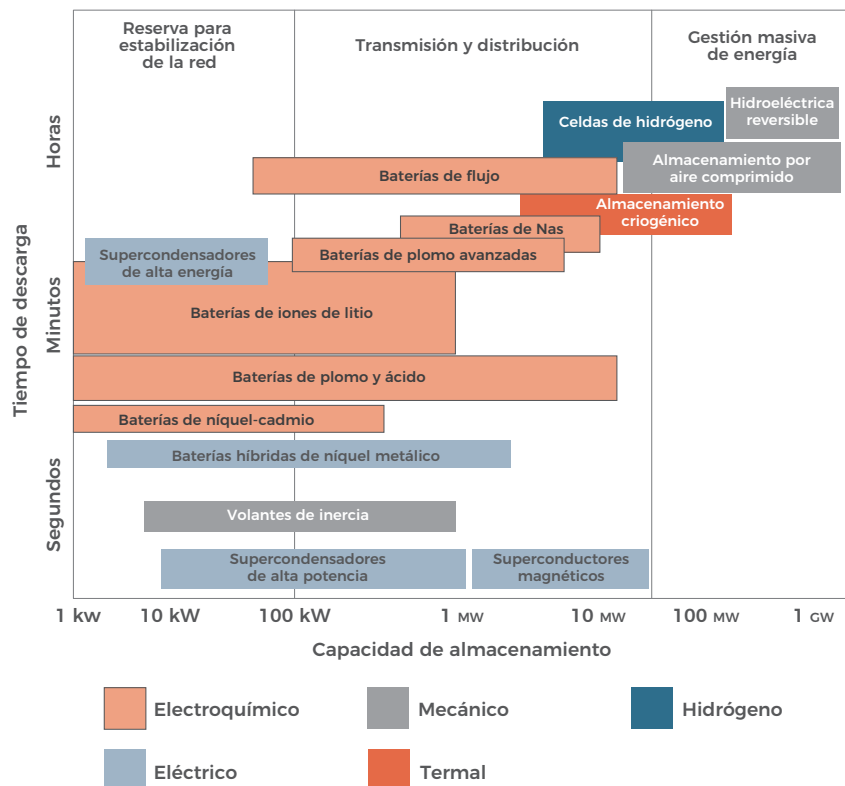 Reserva para
estabilización
de la red
Transmisión y distribución
Gestión masiva
de energía
Tiempo de descarga
Horas
Minutos
Segundos
Hidroeléctrica
reversible
Celdas de hidrógeno
Almacenamiento por
aire comprimido
Baterías de flujo
Almacenamiento
criogénico
Baterías de Nas
Supercondensadores
de alta energía
Baterías de plomo avanzadas
Baterías de iones de litio
Baterías de plomo y ácido
Baterías de níquel-cadmio
Baterías híbridas de níquel metálico
Volantes de inercia
Supercondensadores
de alta potencia
Superconductores
magnéticos
1 kw
10 kW
100 kW
1 MW
10 MW
100 MW
1 GW
Capacidad de almacenamiento
Electroquímico
Mecánico
Hidrógeno
Eléctrico
Termal